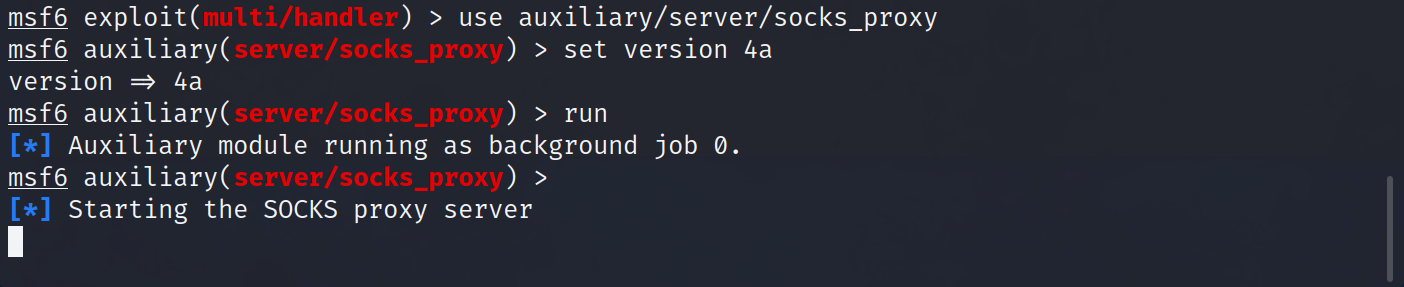 msf6 exploit(multi/handler) > use auxiliary/server/socks_proxy
msf6 auxiliary(server/socks_proxy) > set version 4a
version ⇒ 4a
msf6 auxiliary(server/socks_proxy) > run
[*] Auxiliary module running as background job 0.
msf6 auxiliary(server/socks_proxy) >
[*] Starting the SOCKS proxy server